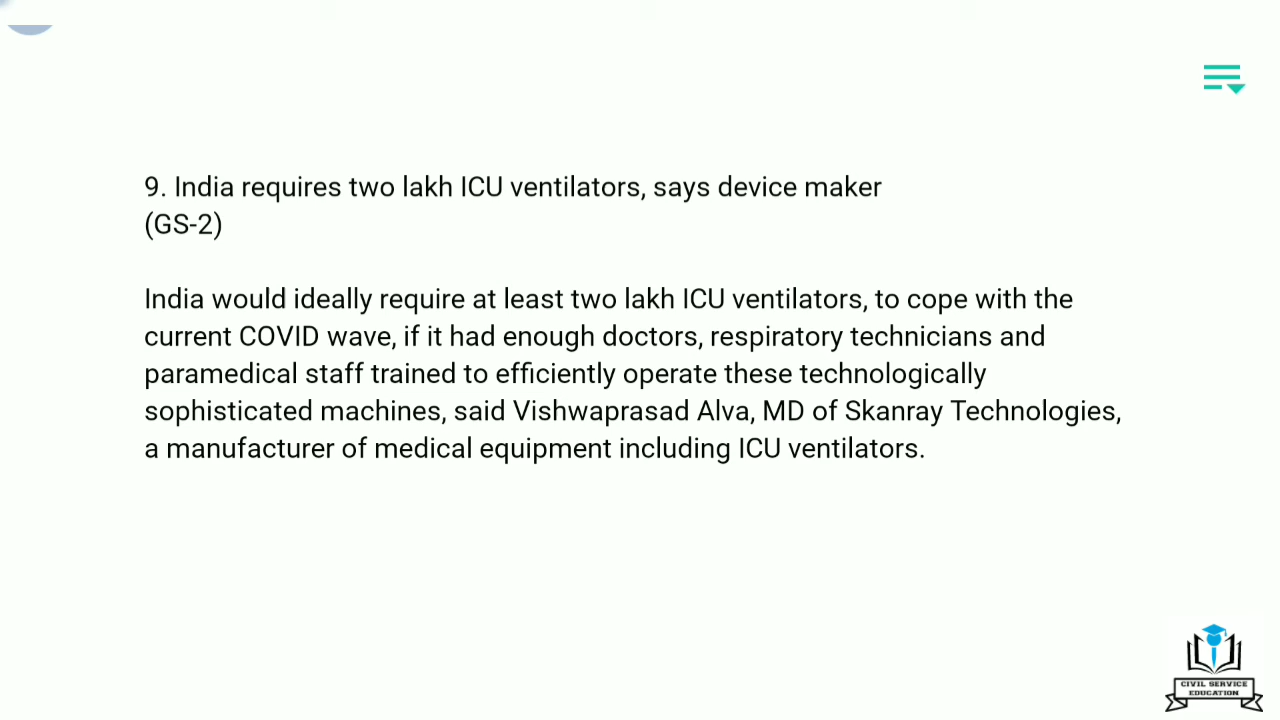 9. India requires two lakh ICU ventilators, says device maker
(GS-2)
India would ideally require at least two lakh ICU ventilators, to cope with the
current COVID wave, if it had enough doctors, respiratory technicians and
paramedical staff trained to efficiently operate these technologically
sophisticated machines, said Vishwaprasad Alva, MD of Skanray Technologies,
a manufacturer of medical equipment including ICU ventilators.
CIVIL SERVICE
EDUCATION